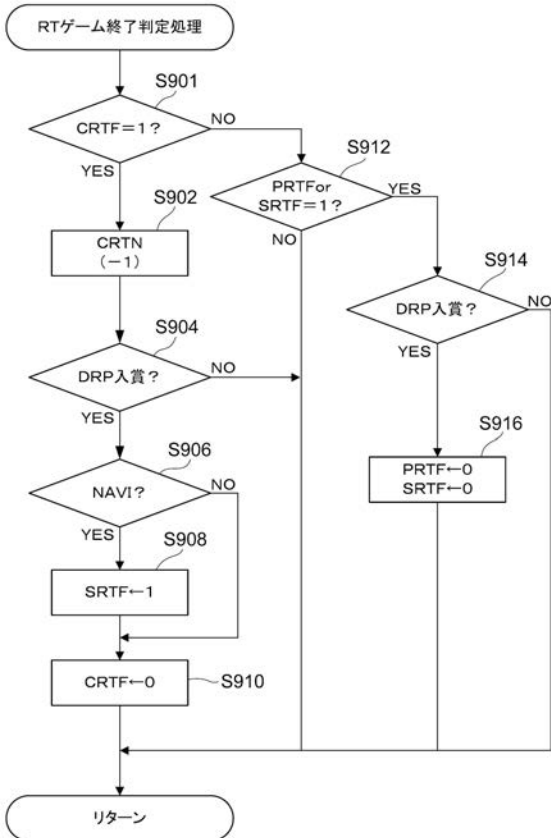 RTゲーム終了判定処理
S901
CRTF＝1？
NO
YES
S912
PRTFor
SRTF＝1？
YES
NO
S902
CRTN
（－1）
S914
DRP入賞？
NO
YES
S904
DRP入賞？
NO
YES
S916
PRTF←0
SRTF←0
S906
NAVI？
NO
YES
S908
SRTF←1
CRTF←0
S910
リターン